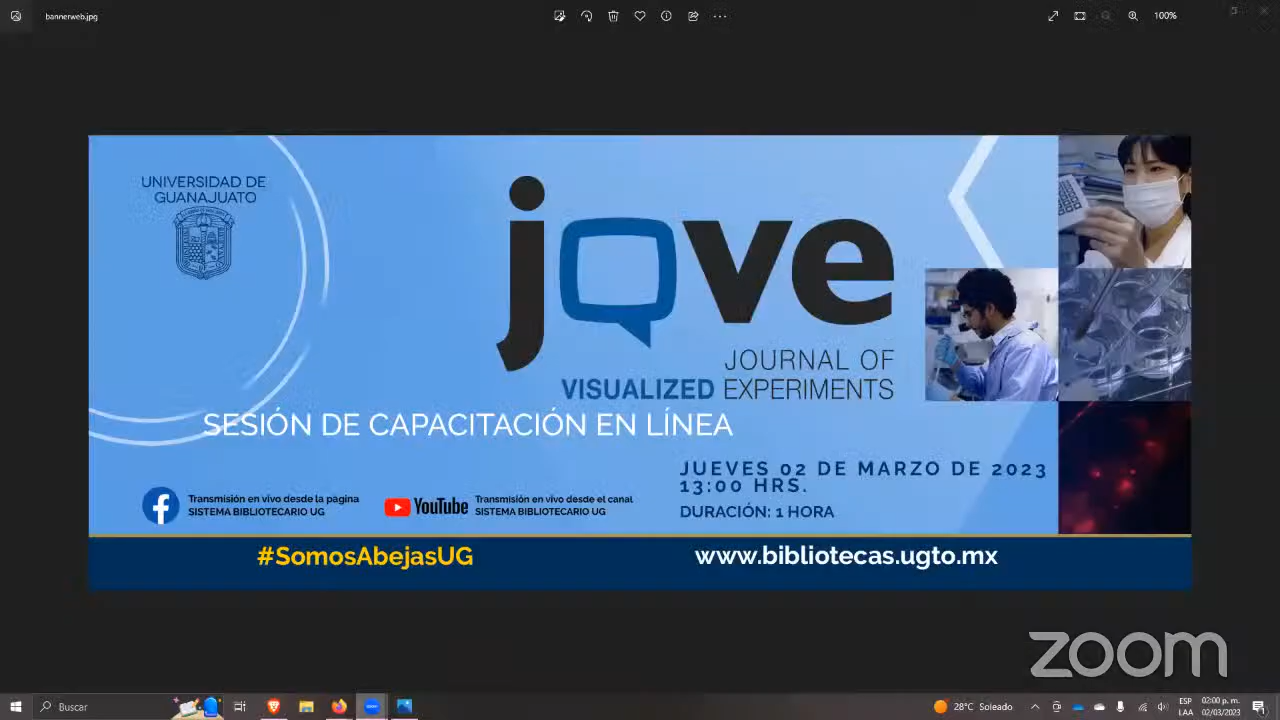 bannerweb.jpg
100%
UNIVERSIDAD DE
GUANAJUATO
jove
JOURNAL OF
VISUALIZED EXPERIMENTS
SESIÓN DE CAPACITACIÓN EN LÍNEA
JUEVES 02 DE MARZO DE 2023
13:00 HRS.
DURACIÓN: 1 HORA
Transmisión en vivo desde la página
SISTEMA BIBLIOTECARIO UG
YouTube
Transmisión en vivo desde el canal
SISTEMA BIBLIOTECARIO UG
#SomosAbejasUG
www.bibliotecas.ugto.mx
zoom
Buscar
28°C Soleado
ESP
LAA
02:00 p. m.
02/03/2023